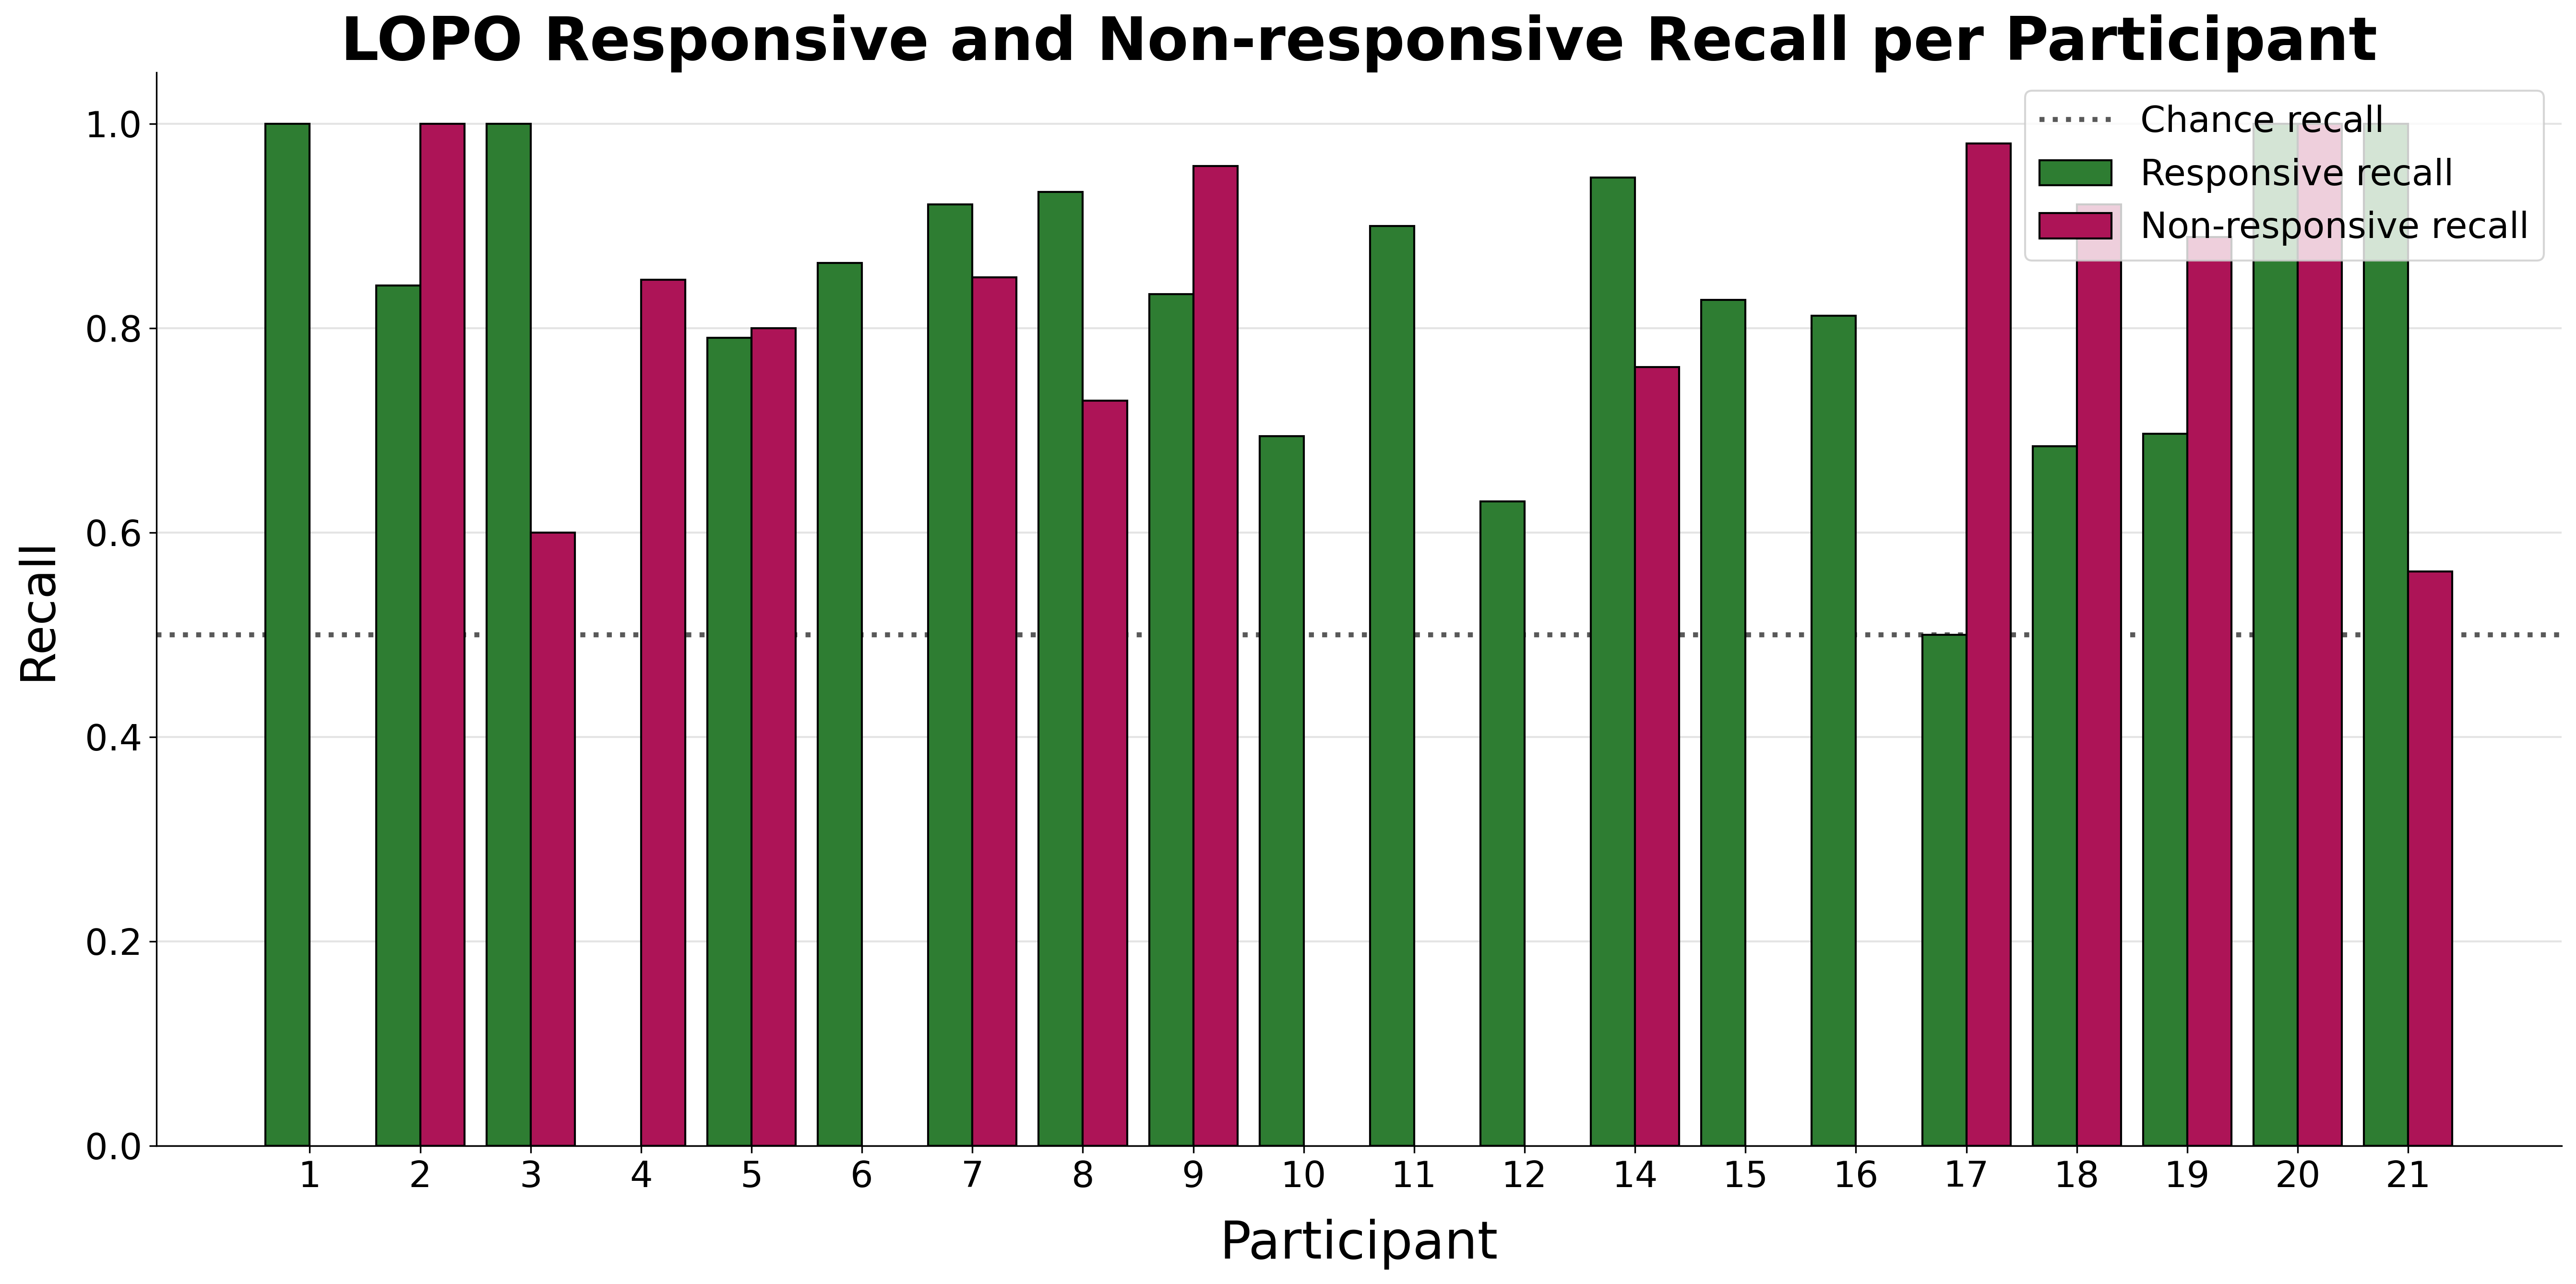 LOPO Responsive and Non-responsive Recall per Participant
Chance recall
Responsive recall
Non-responsive recall
Recall
1.0
0.8
0.6
0.4
0.2
0.0
1 2 3 4 5 6 7 8 9 10 11 12 14 15 16 17 18 19 20 21
Participant